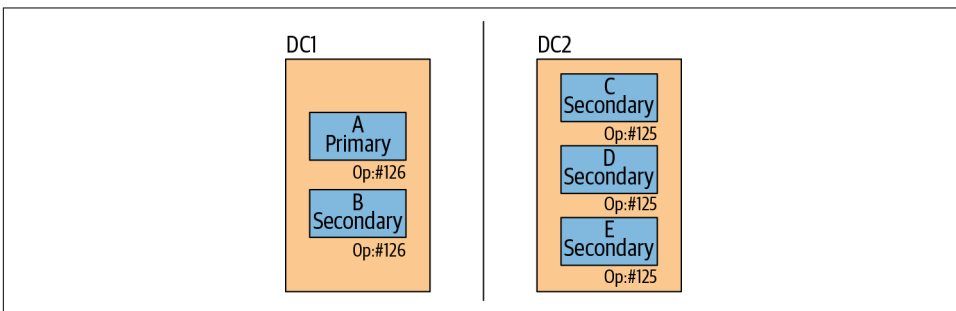 DC1
A
Primary
Op:#126
B
Secondary
Op:#126
DC2
C
Secondary
Op:#125
D
Secondary
Op:#125
E
Secondary
Op:#125